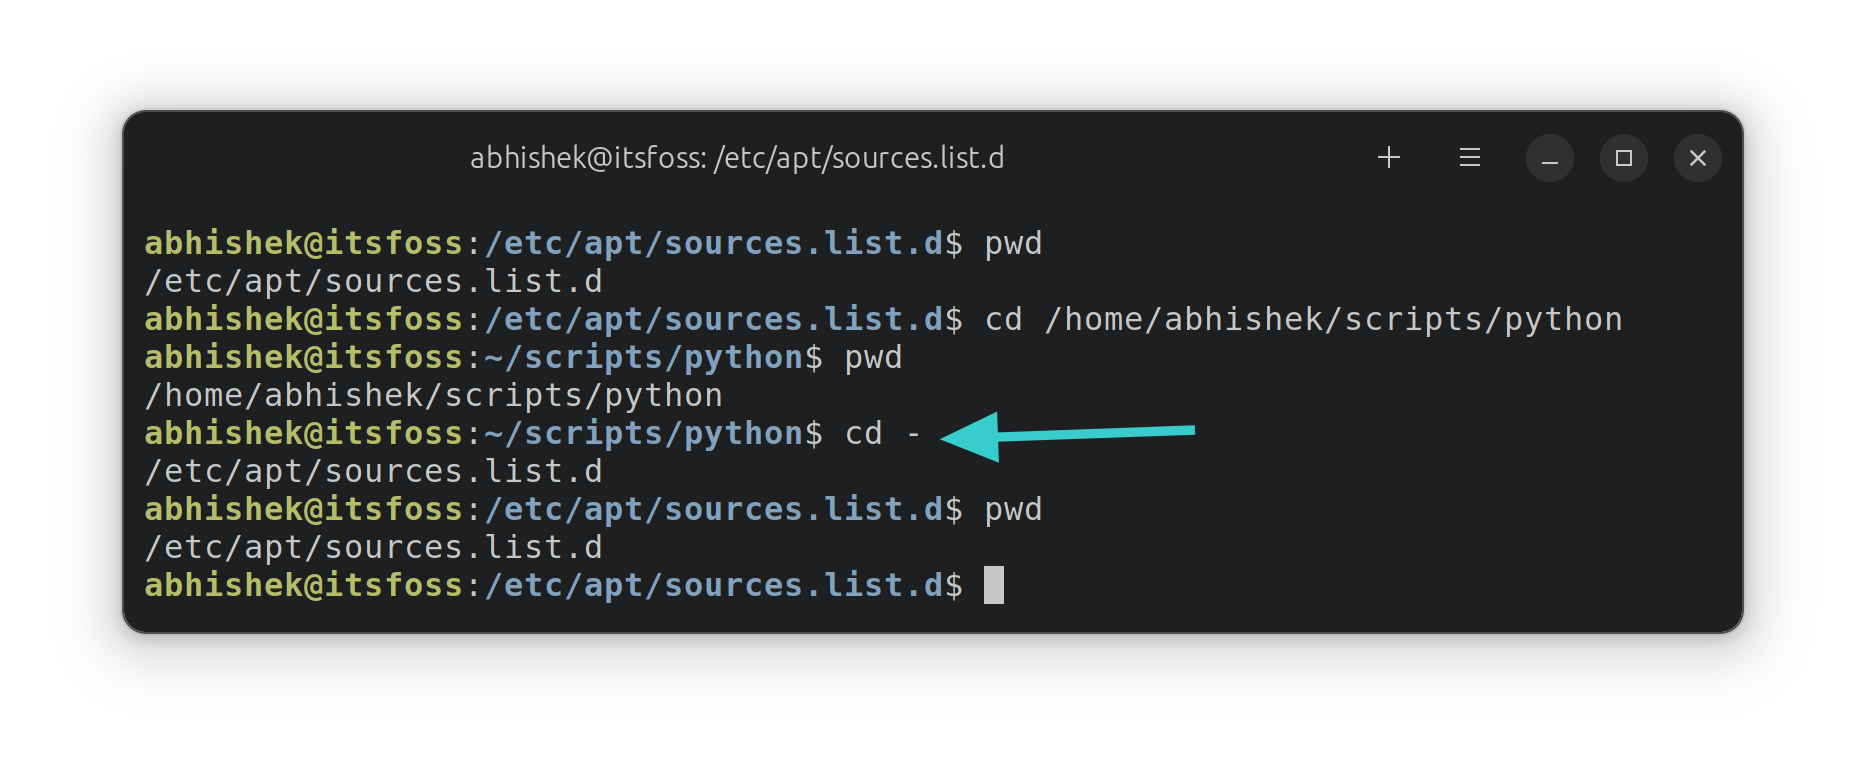 abhishek@itsfoss: /etc/apt/sources.list.d
abhishek@itsfoss:/etc/apt/sources.list.d$ pwd
/etc/apt/sources.list.d
abhishek@itsfoss:/etc/apt/sources.list.d$ cd /home/abhishek/scripts/python
abhishek@itsfoss:~/scripts/python$ pwd
/home/abhishek/scripts/python
abhishek@itsfoss:~/scripts/python$ cd -
/etc/apt/sources.list.d
abhishek@itsfoss:/etc/apt/sources.list.d$ pwd
/etc/apt/sources.list.d
abhishek@itsfoss:/etc/apt/sources.list.d$